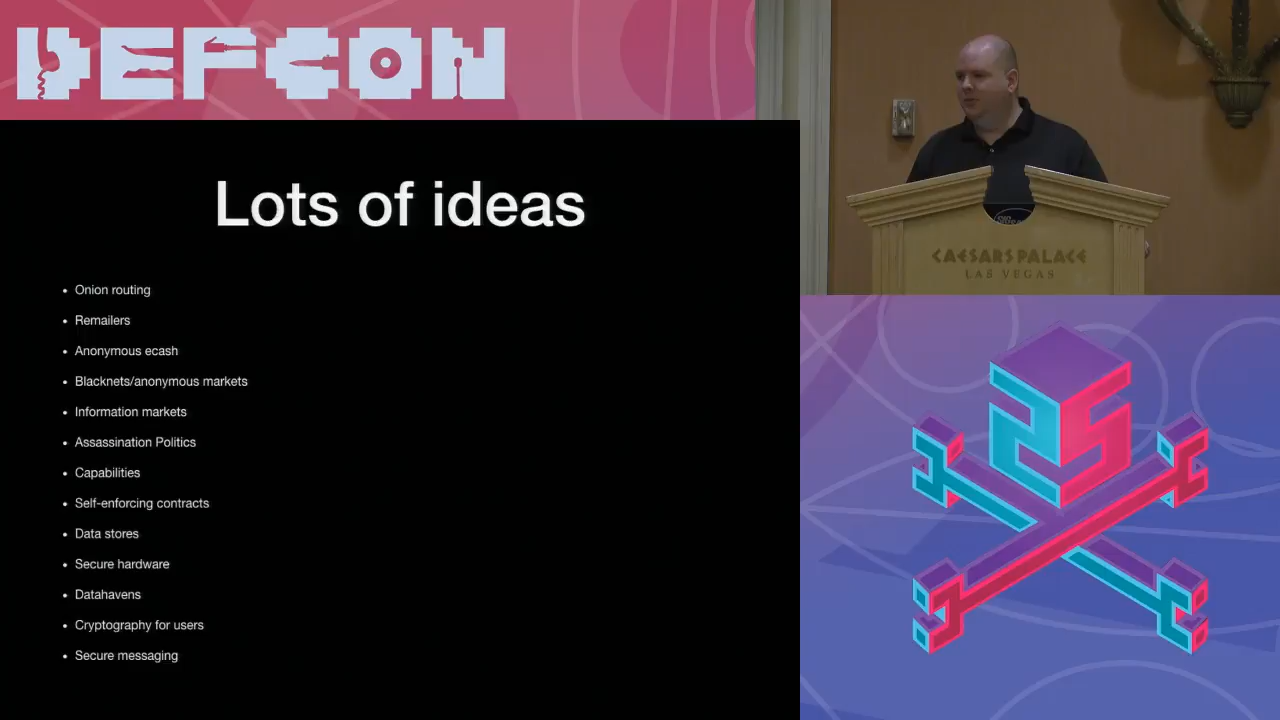 DEFCON
CAESARS PALACE
LAS VEGAS
Lots of ideas
• Onion routing
• Remailers
• Anonymous ecash
• Blacknets/anonymous markets
• Information markets
• Assassination Politics
• Capabilities
• Self-enforcing contracts
• Data stores
• Secure hardware
• Datahavens
• Cryptography for users
• Secure messaging
25